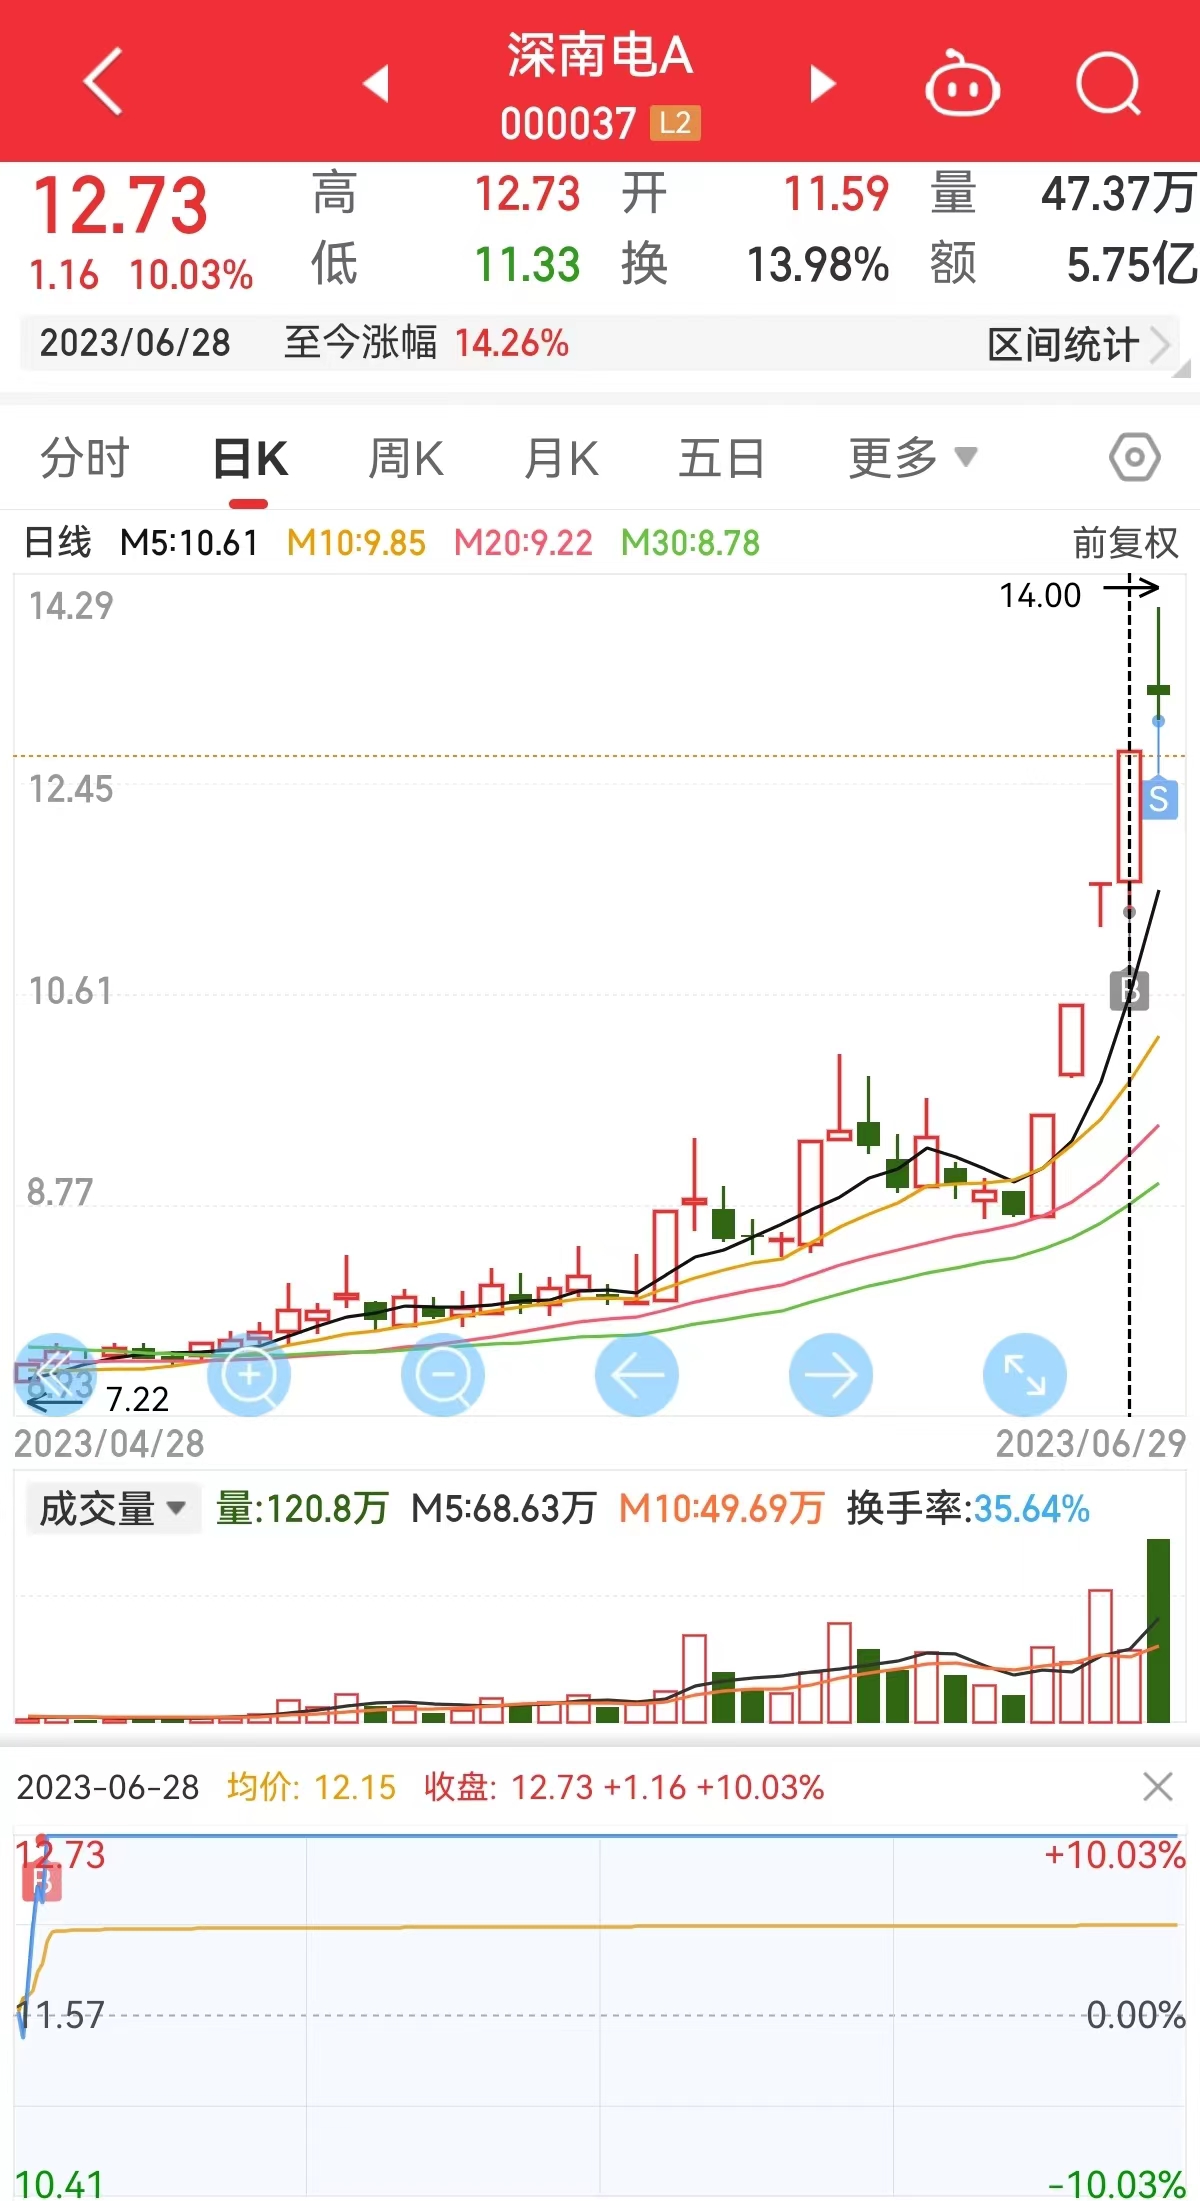 深南电A
000037 L2
12.73 高 12.73 开 11.59 量 47.37万
1.16 10.03% 低 11.33 换 13.98% 额 5.75亿
2023/06/28 至今涨幅 14.26% 区间统计
分时 日K 周K 月K 五日 更多
日线 M5:10.61 M10:9.85 M20:9.22 M30:8.78 前复权
14.00
14.29
12.45
S
10.61
B
8.77
6.93
7.22
2023/04/28 2023/06/29
成交量 量:120.8万 M5:68.63万 M10:49.69万 换手率:35.64%
2023-06-28 均价: 12.15 收盘: 12.73 +1.16 +10.03%
12.73 +10.03%
B
11.57 0.00%
10.41 -10.03%